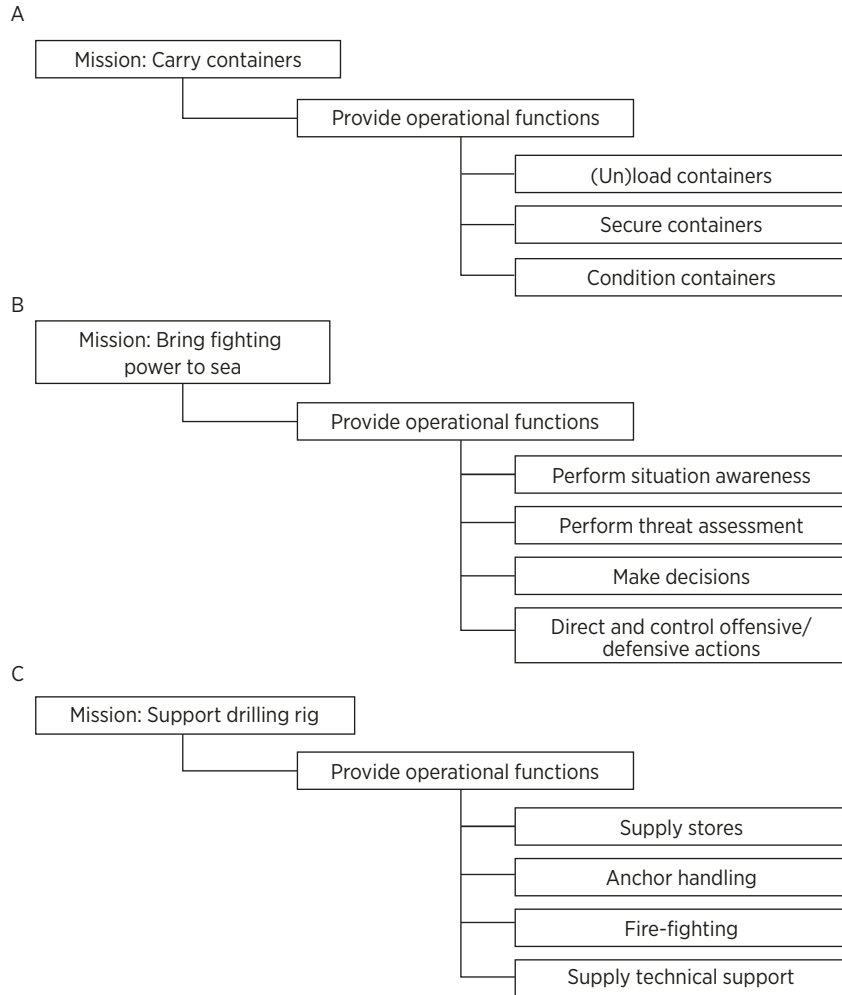 A
Mission: Carry containers
Provide operational functions
(Un)load containers
Secure containers
Condition containers
B
Mission: Bring fighting
power to sea
Provide operational functions
Perform situation awareness
Perform threat assessment
Make decisions
Direct and control offensive/
defensive actions
C
Mission: Support drilling rig
Provide operational functions
Supply stores
Anchor handling
Fire-fighting
Supply technical support